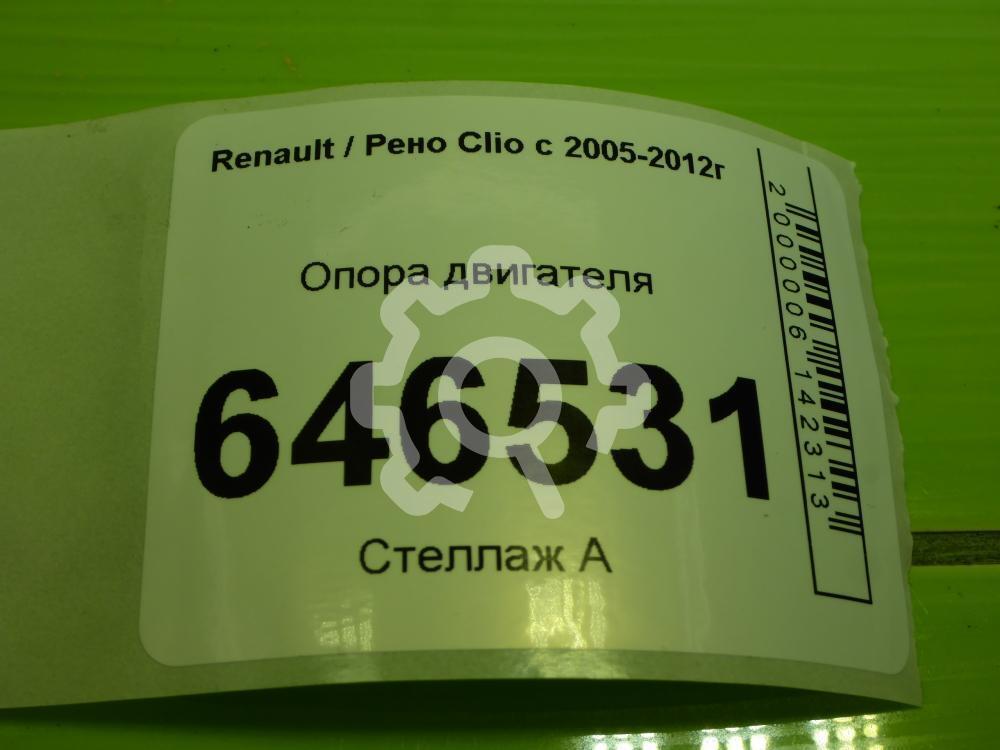 Renault / Рено Clio с 2005-2012г
Опора двигателя
646531
Стеллаж А
2000006142313